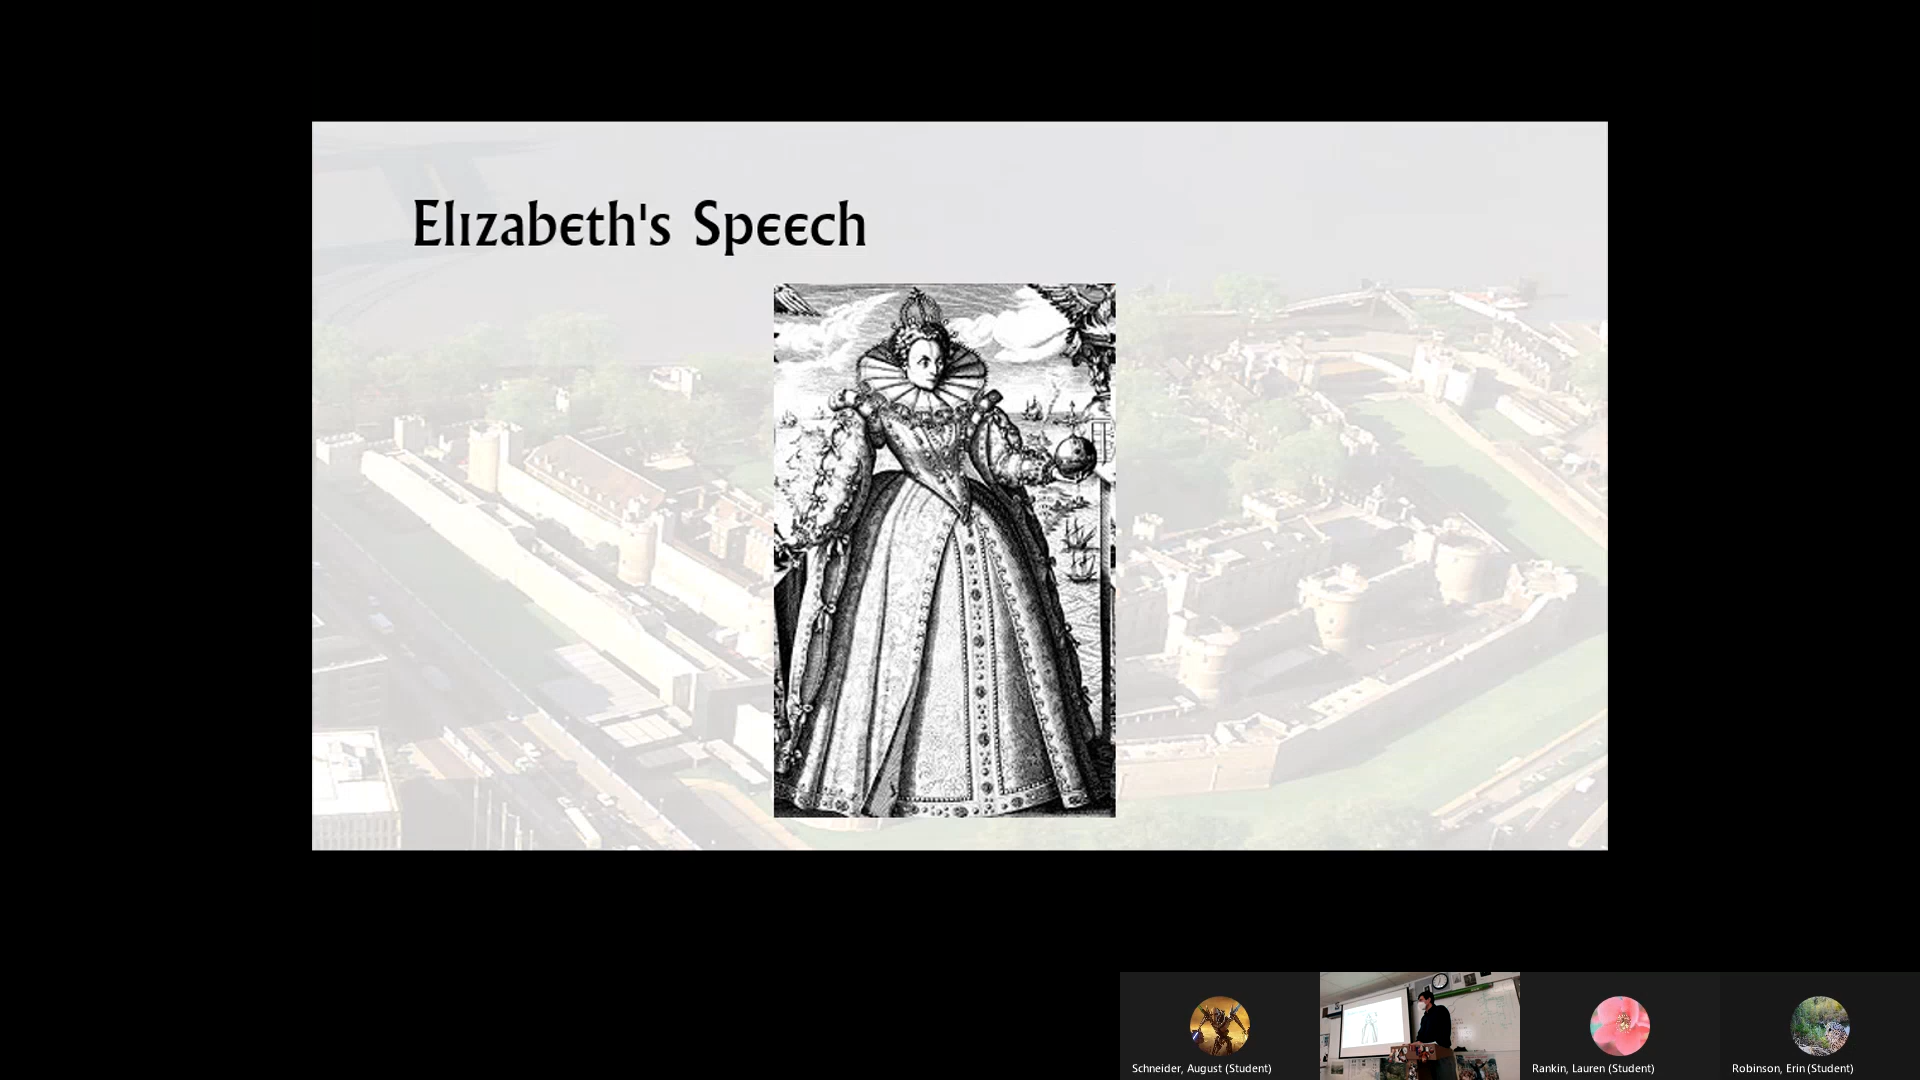 Elizabeth's Speech
Schneider, August (Student)
Rankin, Lauren (Student)
Robinson, Erin (Student)